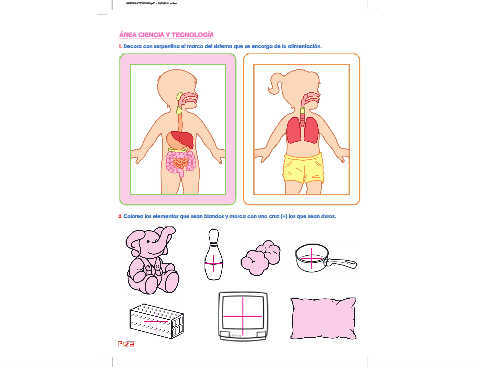 ÁREA CIENCIA Y TECNOLOGÍA
1. Decora con serpentina el marco del sistema que se encarga de la alimentación.
2. Colorea los elementos que sean blandos y marca con una cruz (+) los que sean duros.